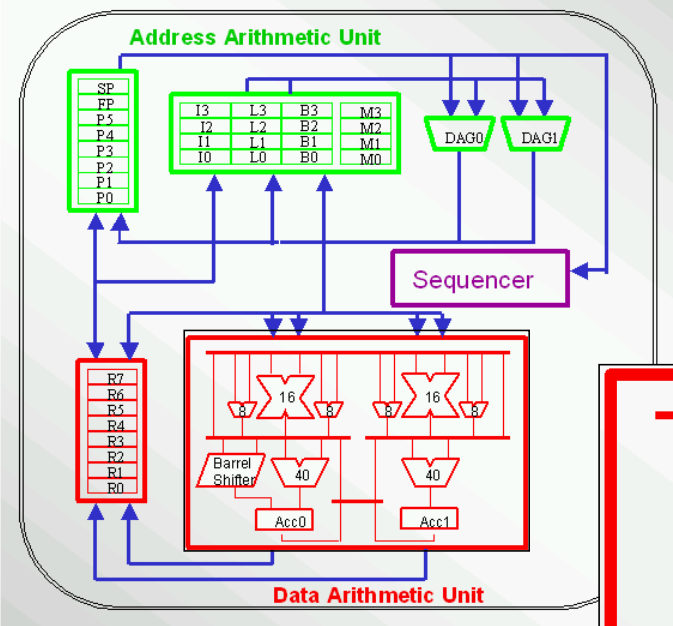 Address Arithmetic Unit
SP
FP
P5
P4
P3
P2
P1
P0
I3 L3 B3 M3
I2 L2 B2 M2
I1 L1 B1 M1
I0 L0 B0 M0
DAG0 DAG1
Sequencer
R7
R6
R5
R4
R3
R2
R1
R0
8 16 8 8 16 8
Barrel
Shifter
40 40
Acc0 Acc1
Data Arithmetic Unit